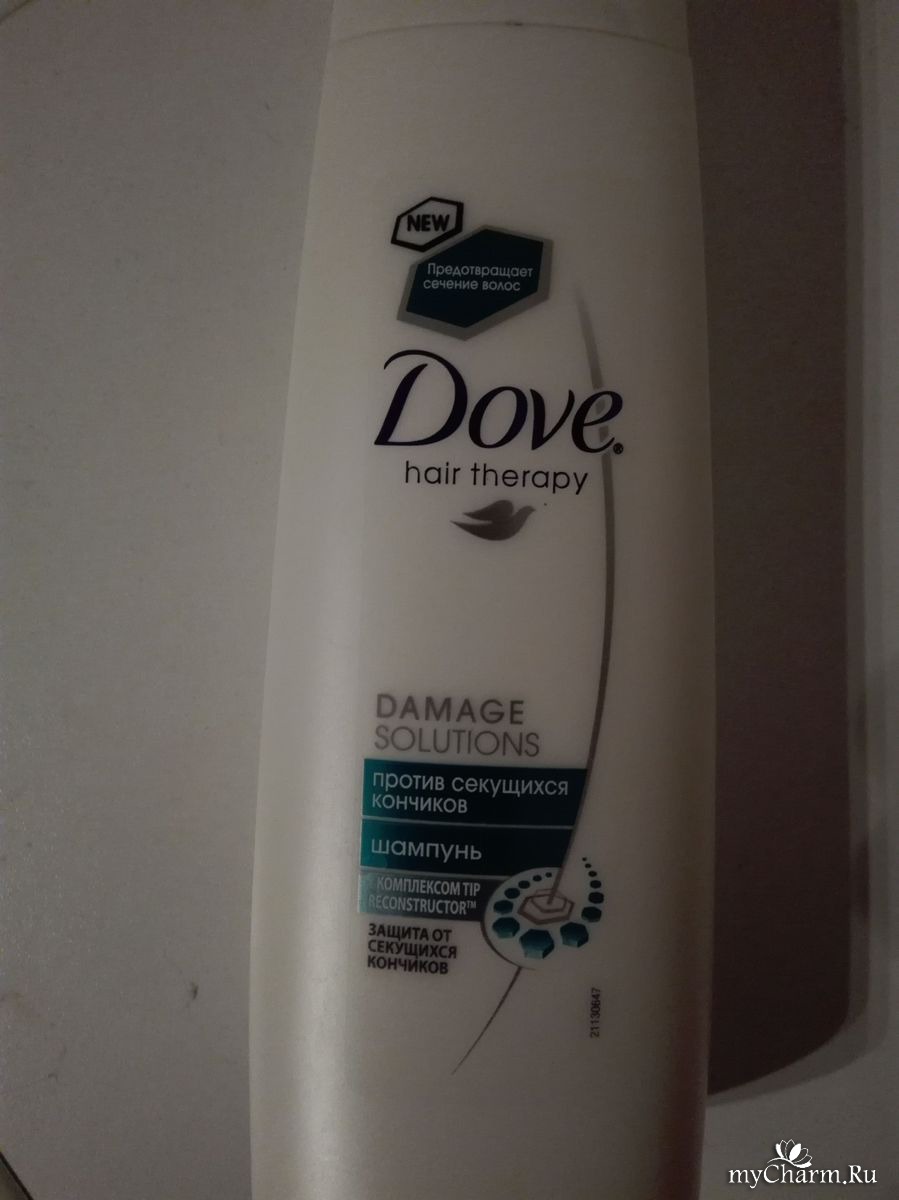 NEW
Предотвращает
сечение волос
Dove®
hair therapy
DAMAGE
SOLUTIONS
против секущихся
кончиков
шампунь
С КОМПЛЕКСОМ TIP
RECONSTRUCTOR™
ЗАЩИТА ОТ
СЕКУЩИХСЯ
КОНЧИКОВ
21130647
myCharm.Ru